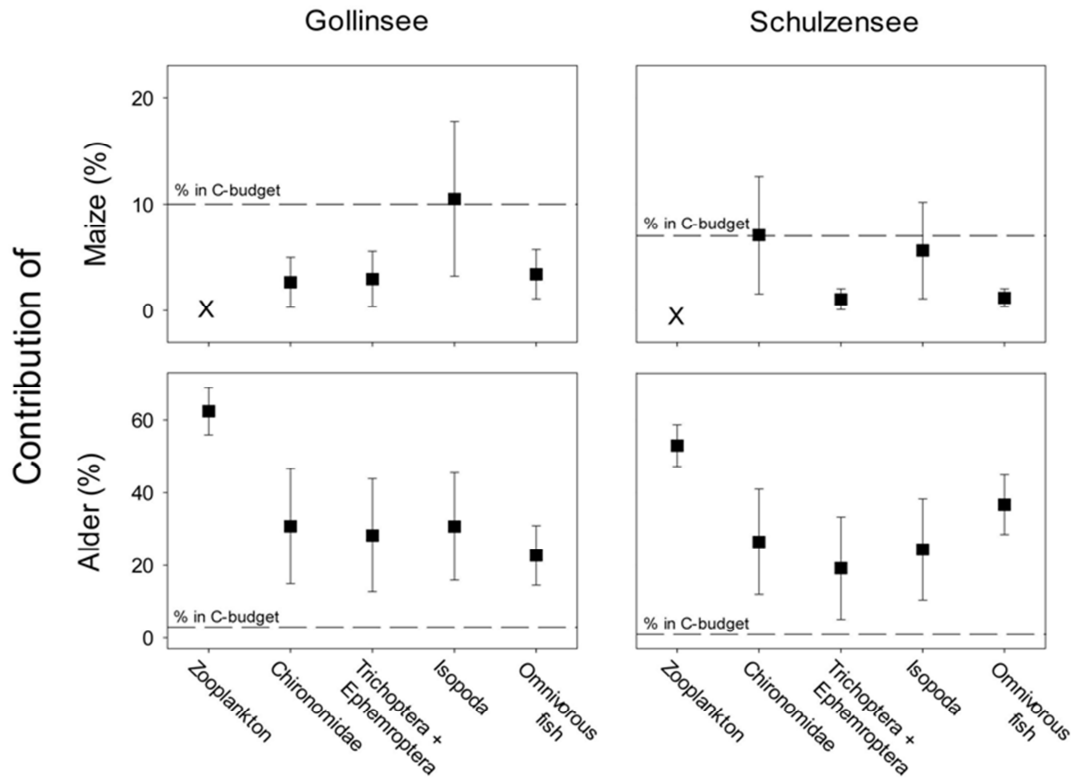 Gollinsee
Schulzensee
Contribution of
Maize (%)
20
10
0
% in C-budget
X
% in C-budget
X
Alder (%)
60
40
20
0
% in C-budget
% in C-budget
Zooplankton
Chironomidae
Trichoptera +
Ephemroptera
Isopoda
Omnivorous
fish
Zooplankton
Chironomidae
Trichoptera +
Ephemroptera
Isopoda
Omnivorous
fish